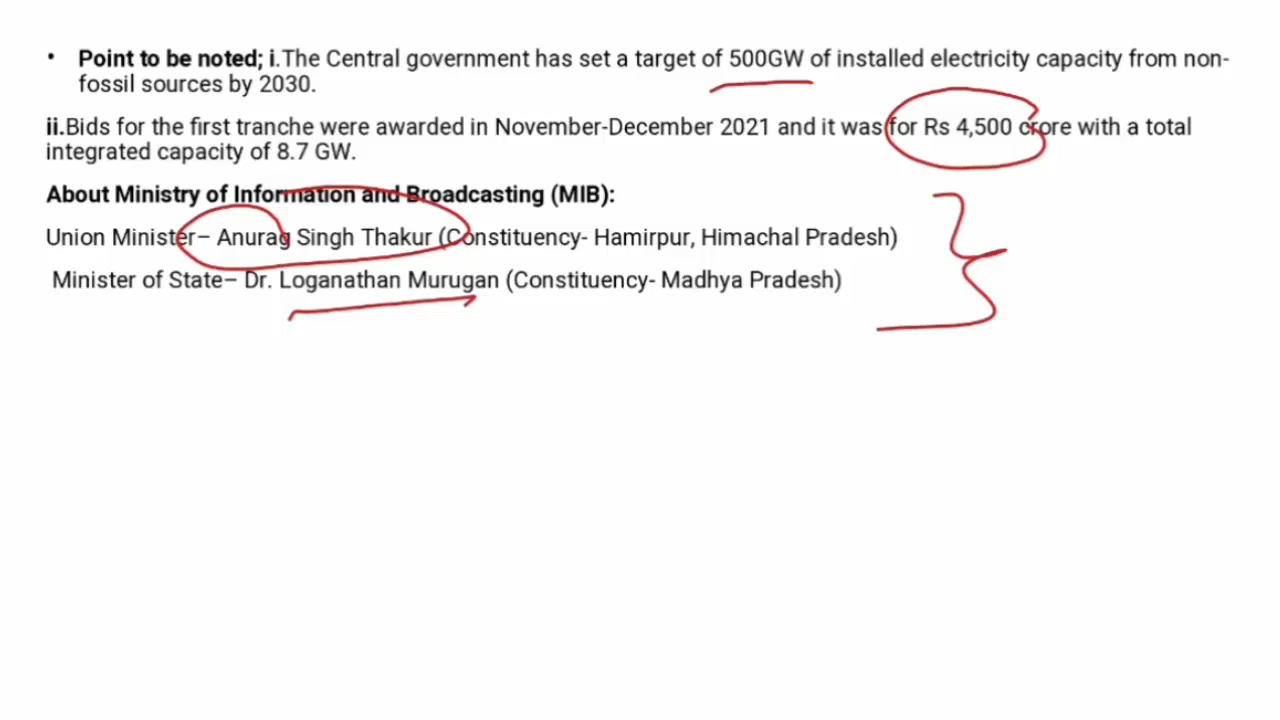 • Point to be noted; i.The Central government has set a target of 500GW of installed electricity capacity from non-
fossil sources by 2030.
ii.Bids for the first tranche were awarded in November-December 2021 and it was for Rs 4,500 crore with a total
integrated capacity of 8.7 GW.
About Ministry of Information and Broadcasting (MIB):
Union Minister– Anurag Singh Thakur (Constituency- Hamirpur, Himachal Pradesh)
Minister of State– Dr. Loganathan Murugan (Constituency- Madhya Pradesh)